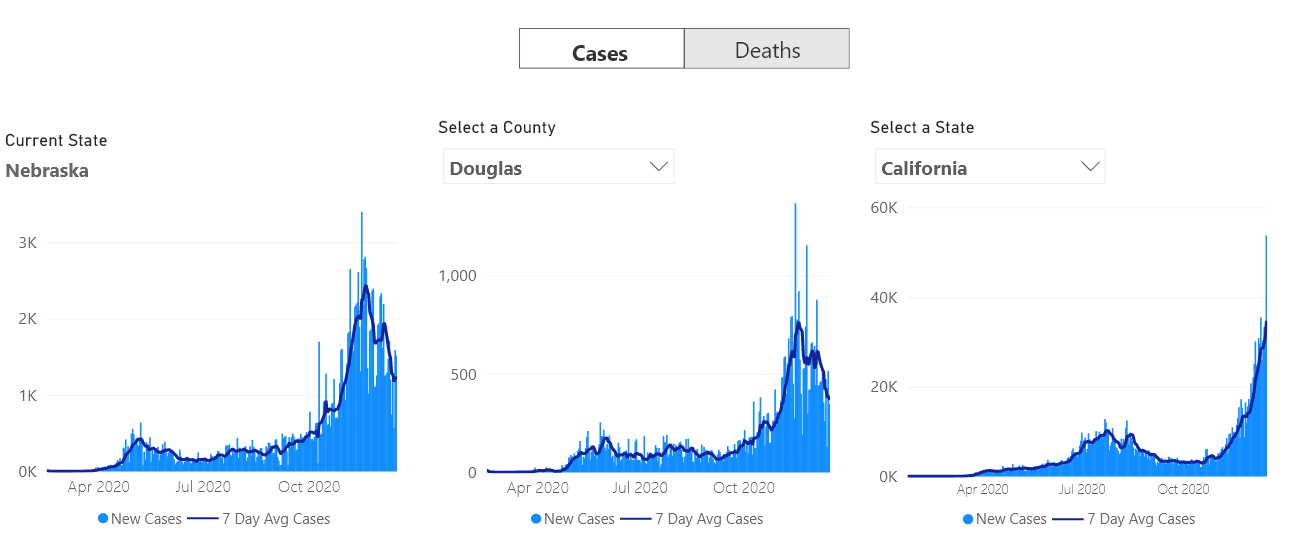 Cases
Deaths
Current State
Nebraska
3K
2K
1K
0K
Apr 2020 Jul 2020 Oct 2020
New Cases 7 Day Avg Cases
Select a County
Douglas
1,000
500
0
Apr 2020 Jul 2020 Oct 2020
New Cases 7 Day Avg Cases
Select a State
California
60K
40K
20K
0K
Apr 2020 Jul 2020 Oct 2020
New Cases 7 Day Avg Cases